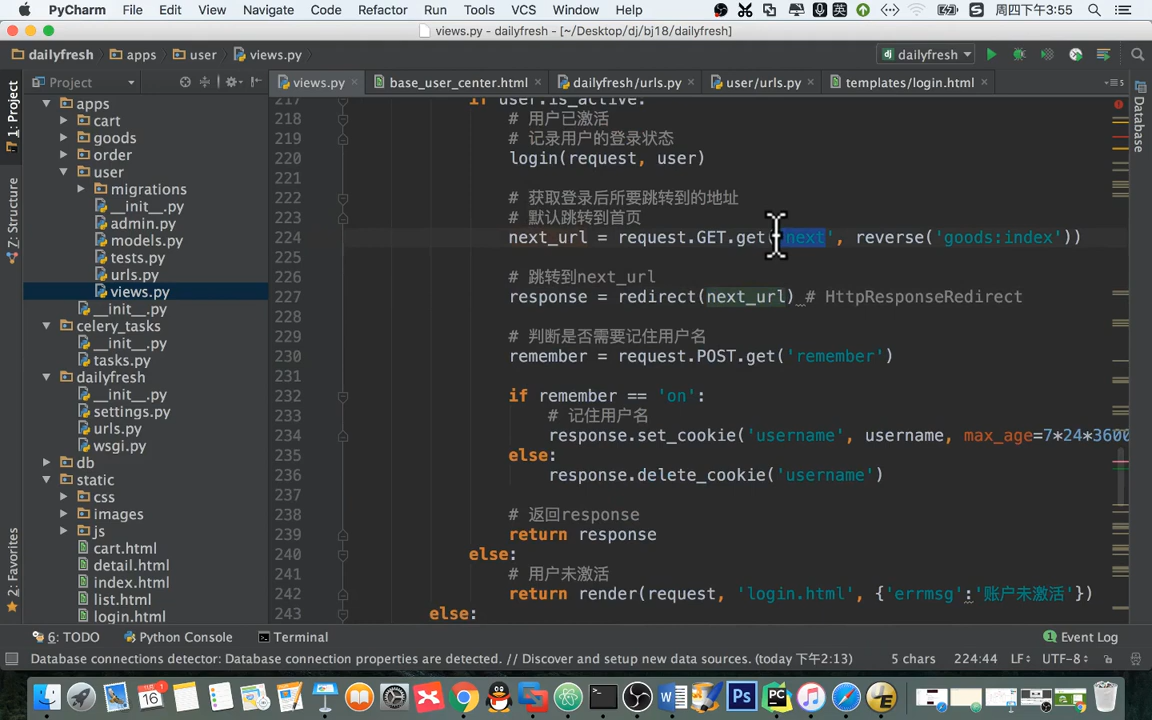 PyCharm File Edit View Navigate Code Refactor Run Tools VCS Window Help 英 周四下午3:55
views.py - dailyfresh - [~/Desktop/dj/bj18/dailyfresh]
dailyfresh apps user views.py dailyfresh
Project
views.py base_user_center.html dailyfresh/urls.py user/urls.py templates/login.html
1: Project
7: Structure
2: Favorites
Database
apps
cart
goods
order
user
migrations
__init__.py
admin.py
models.py
tests.py
urls.py
views.py
__init__.py
celery_tasks
__init__.py
tasks.py
dailyfresh
__init__.py
settings.py
urls.py
wsgi.py
db
static
css
images
js
cart.html
detail.html
index.html
list.html
login.html
217 if user.is_active:
218 # 用户已激活
219 # 记录用户的登录状态
220 login(request, user)
221
222 # 获取登录后所要跳转到的地址
223 # 默认跳转到首页
224 next_url = request.GET.get('next', reverse('goods:index'))
225
226 # 跳转到next_url
227 response = redirect(next_url) # HttpResponseRedirect
228
229 # 判断是否需要记住用户名
230 remember = request.POST.get('remember')
231
232 if remember == 'on':
233 # 记住用户名
234 response.set_cookie('username', username, max_age=7*24*3600
235 else:
236 response.delete_cookie('username')
237
238 # 返回response
239 return response
240 else:
241 # 用户未激活
242 return render(request, 'login.html', {'errmsg':'账户未激活'})
243 else:
6: TODO Python Console Terminal 1 Event Log
Database connections detector: Database connection properties are detected. // Discover and setup new data sources. (today 下午2:13) 5 chars 224:44 LF÷ UTF-8÷